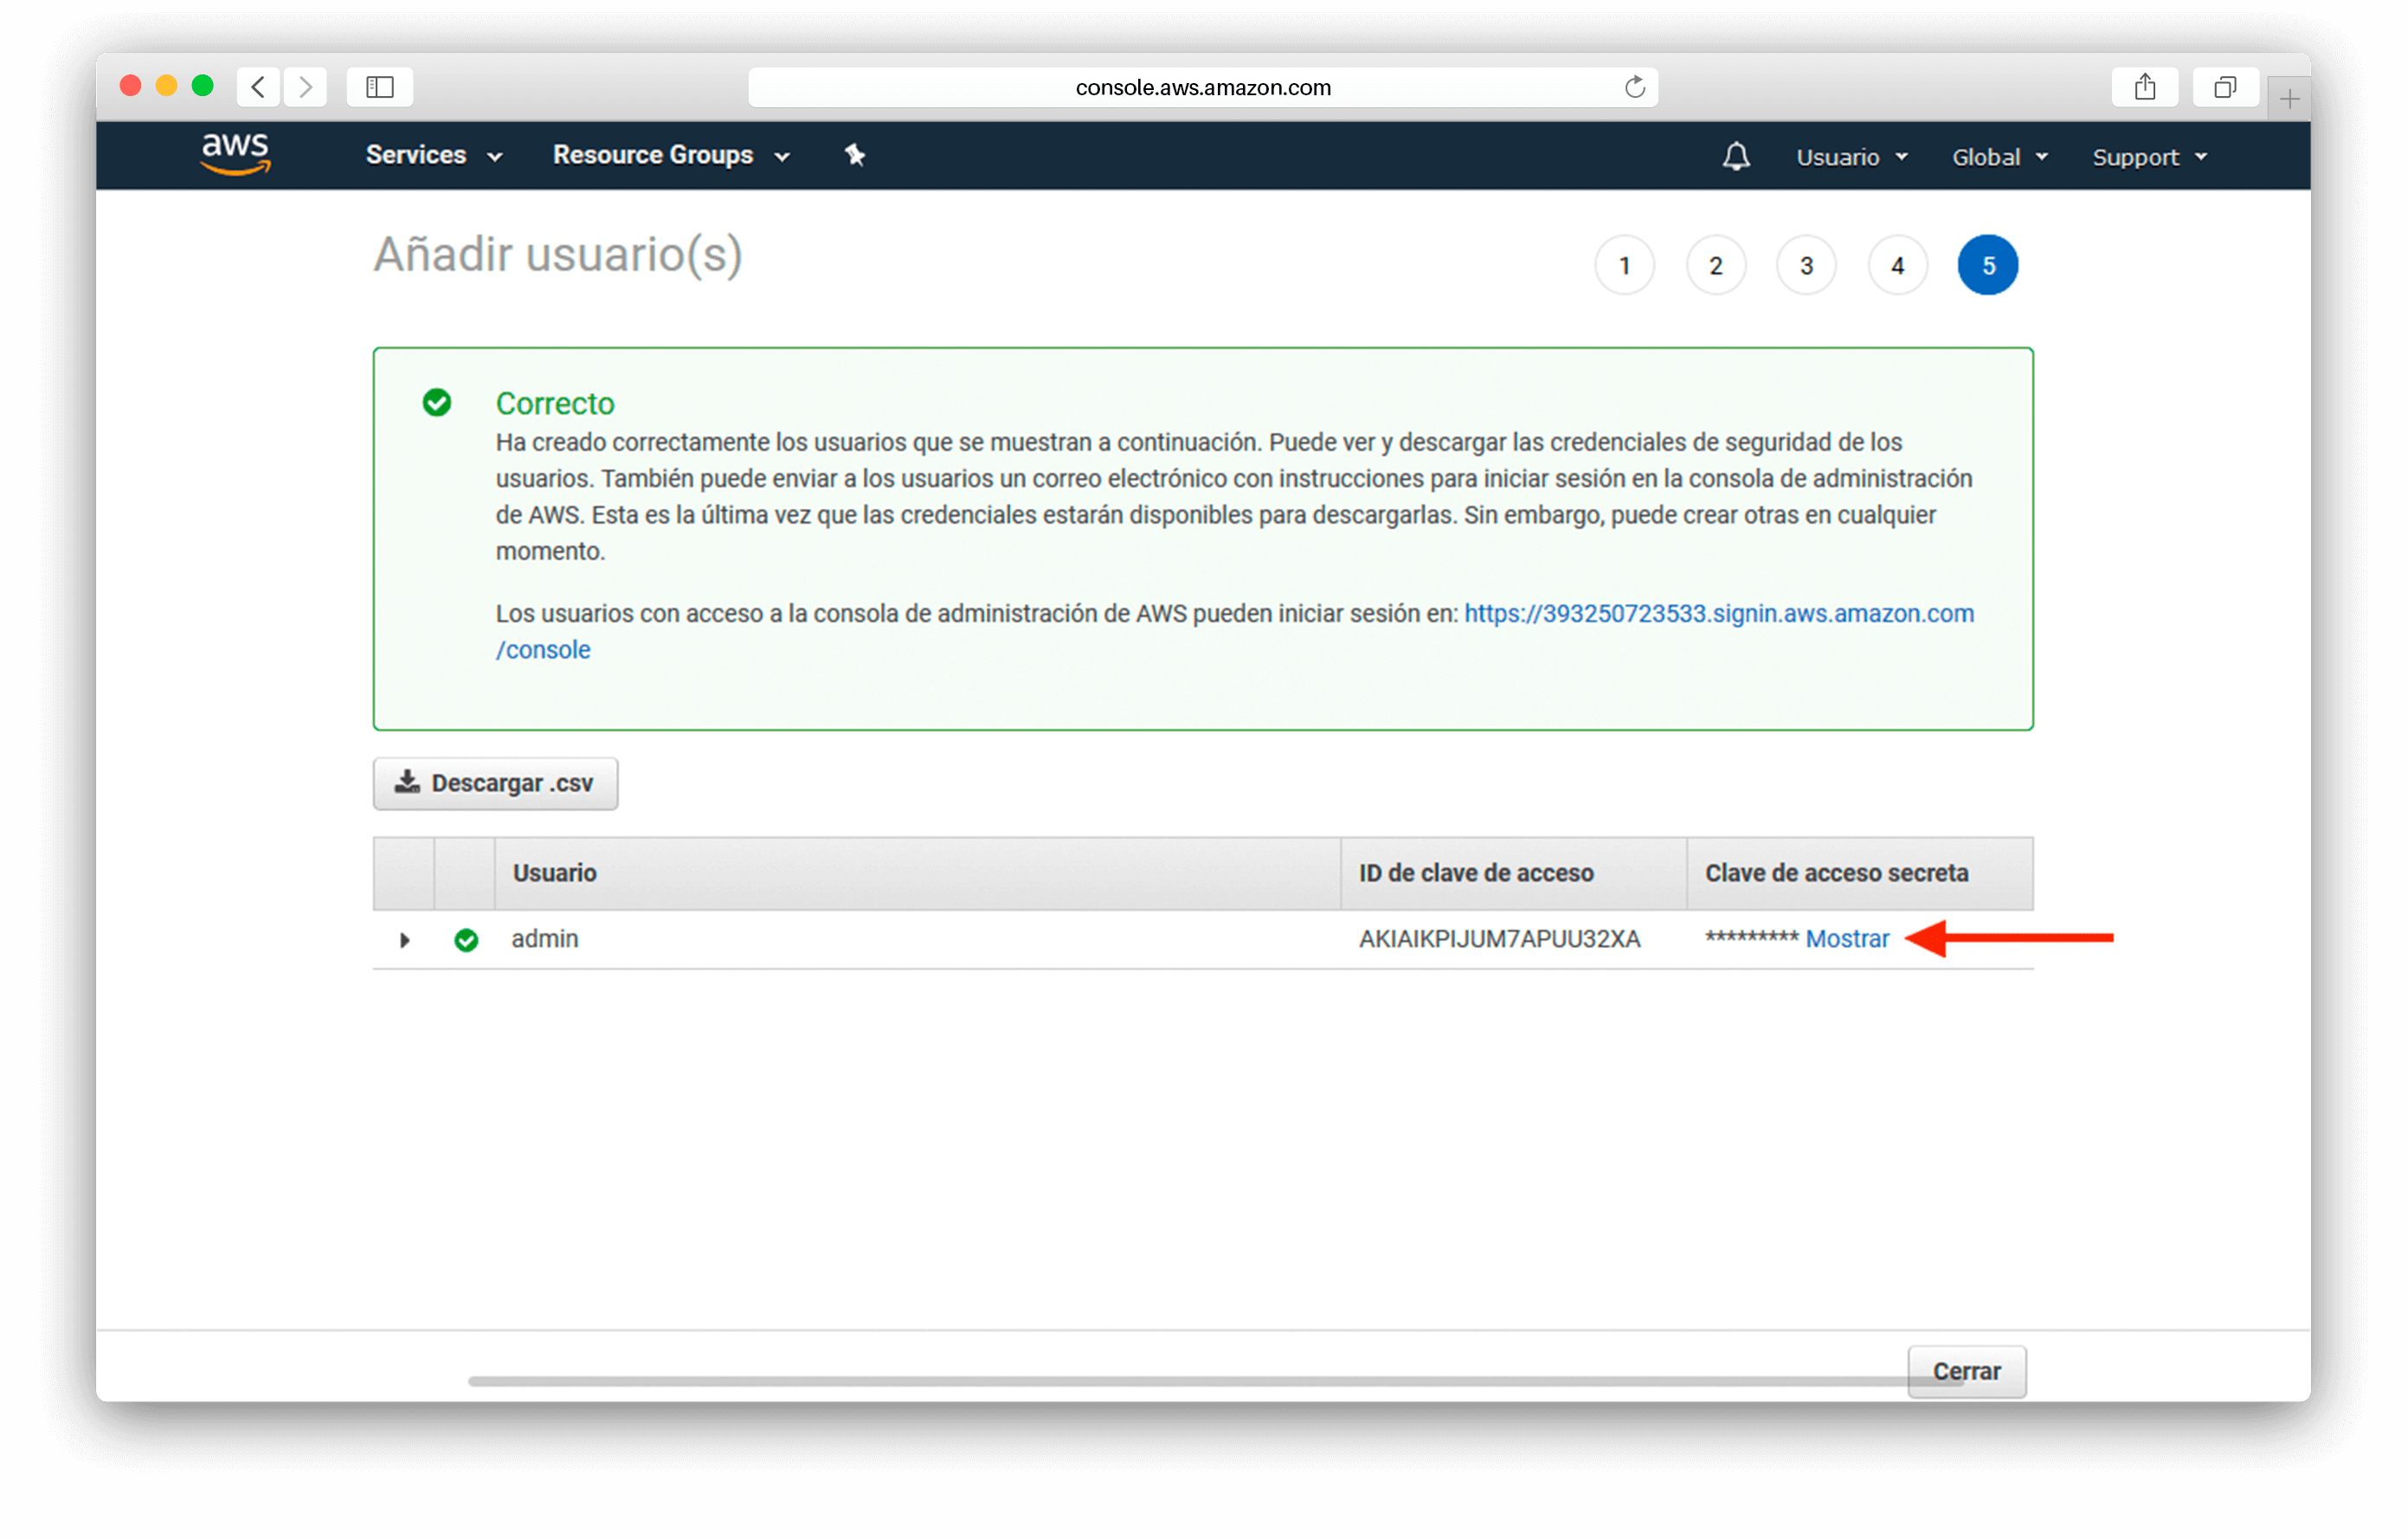 console.aws.amazon.com
aws Services Resource Groups Usuario Global Support
Añadir usuario(s) 1 2 3 4 5
Correcto
Ha creado correctamente los usuarios que se muestran a continuación. Puede ver y descargar las credenciales de seguridad de los
usuarios. También puede enviar a los usuarios un correo electrónico con instrucciones para iniciar sesión en la consola de administración
de AWS. Esta es la última vez que las credenciales estarán disponibles para descargarlas. Sin embargo, puede crear otras en cualquier
momento.
Los usuarios con acceso a la consola de administración de AWS pueden iniciar sesión en: https://393250723533.signin.aws.amazon.com
/console
Descargar .csv
Usuario ID de clave de acceso Clave de acceso secreta
admin AKIAIKPIJUM7APUU32XA ********* Mostrar
Cerrar